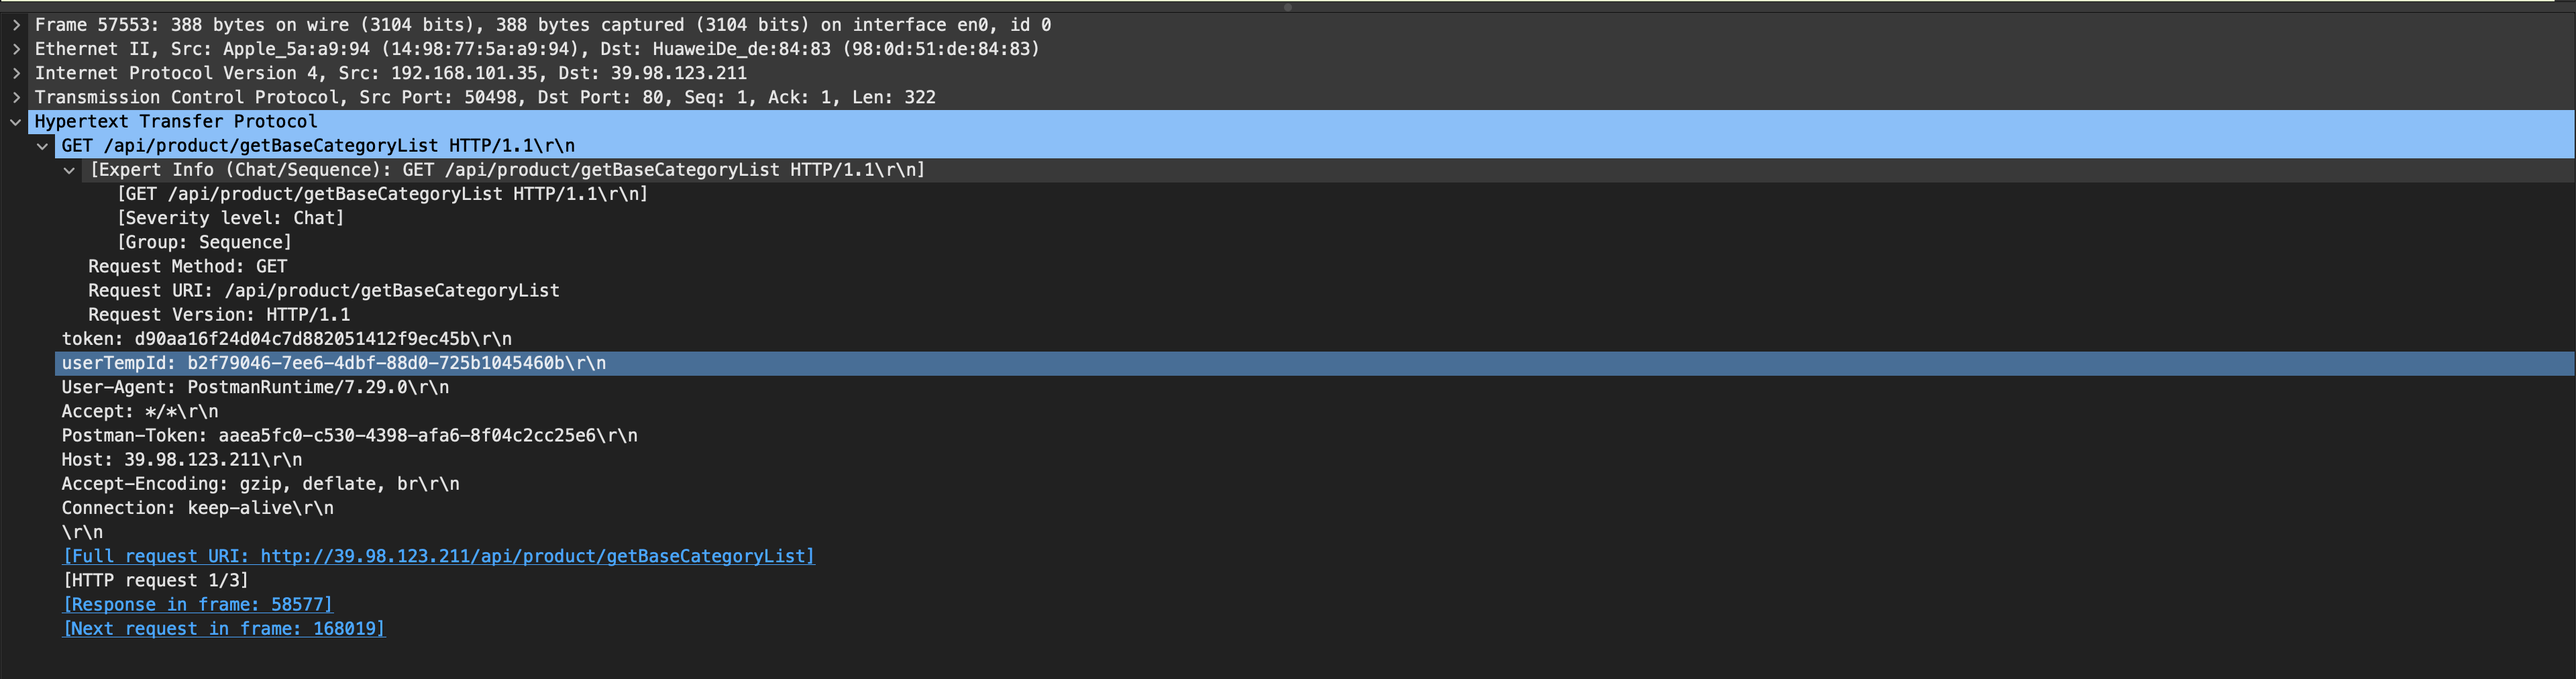 Frame 57553: 388 bytes on wire (3104 bits), 388 bytes captured (3104 bits) on interface en0, id 0
Ethernet II, Src: Apple_5a:a9:94 (14:98:77:5a:a9:94), Dst: HuaweiDe_de:84:83 (98:0d:51:de:84:83)
Internet Protocol Version 4, Src: 192.168.101.35, Dst: 39.98.123.211
Transmission Control Protocol, Src Port: 50498, Dst Port: 80, Seq: 1, Ack: 1, Len: 322
Hypertext Transfer Protocol
GET /api/product/getBaseCategoryList HTTP/1.1\r\n
[Expert Info (Chat/Sequence): GET /api/product/getBaseCategoryList HTTP/1.1\r\n]
[GET /api/product/getBaseCategoryList HTTP/1.1\r\n]
[Severity level: Chat]
[Group: Sequence]
Request Method: GET
Request URI: /api/product/getBaseCategoryList
Request Version: HTTP/1.1
token: d90aa16f24d04c7d882051412f9ec45b\r\n
userTempId: b2f79046-7ee6-4dbf-88d0-725b1045460b\r\n
User-Agent: PostmanRuntime/7.29.0\r\n
Accept: */*\r\n
Postman-Token: aaea5fc0-c530-4398-afa6-8f04c2cc25e6\r\n
Host: 39.98.123.211\r\n
Accept-Encoding: gzip, deflate, br\r\n
Connection: keep-alive\r\n
\r\n
[Full request URI: http://39.98.123.211/api/product/getBaseCategoryList]
[HTTP request 1/3]
[Response in frame: 58577]
[Next request in frame: 168019]